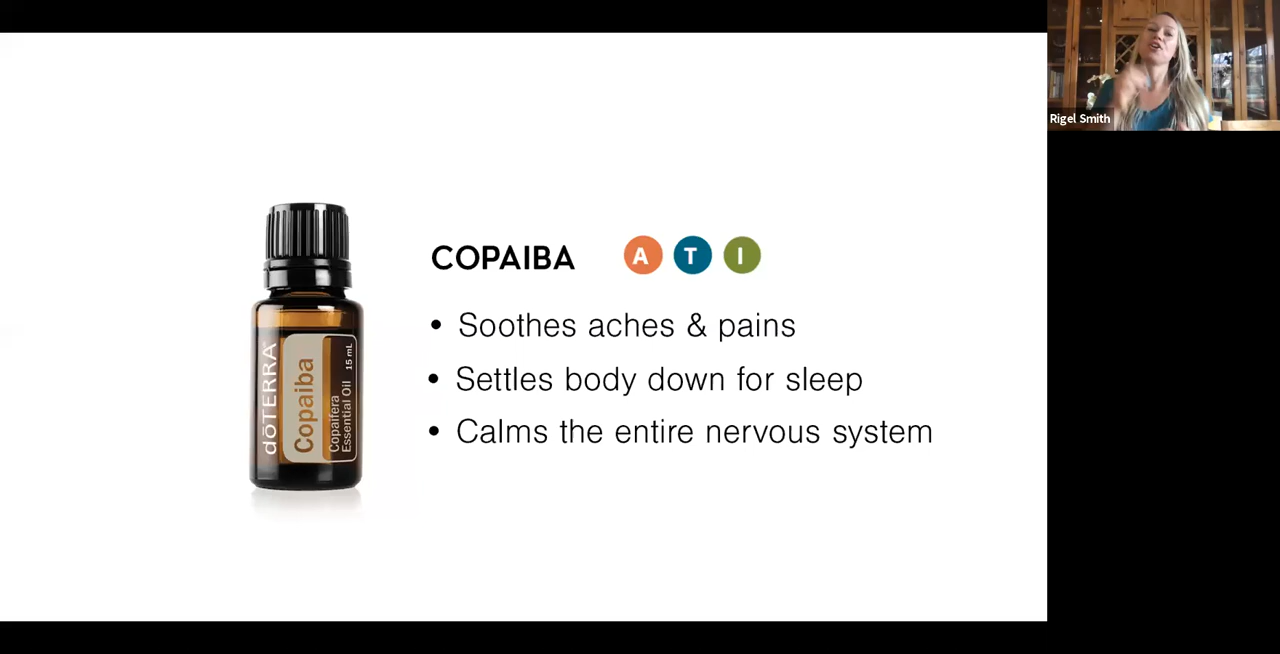 COPAIBA A T I
• Soothes aches & pains
• Settles body down for sleep
• Calms the entire nervous system
dōTERRA®
Copaiba
Copaifera
Essential Oil 15 mL
Rigel Smith